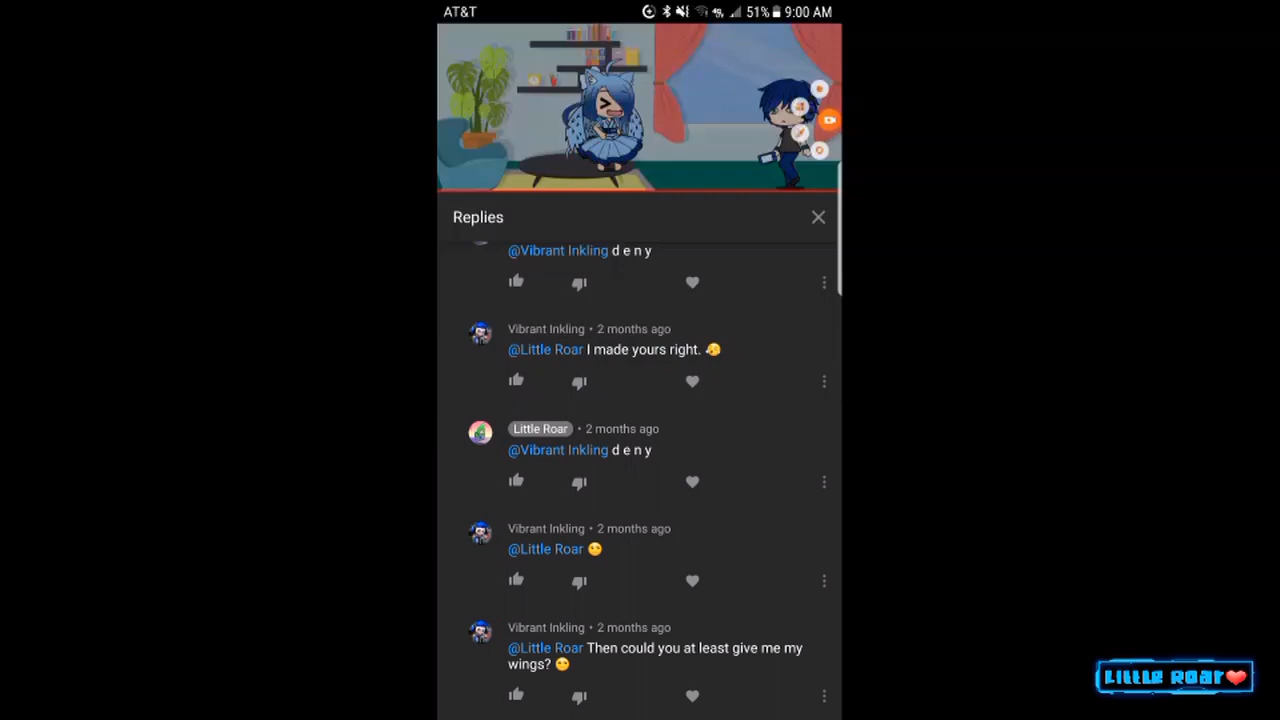 AT&T 4G 51% 9:00 AM
Replies
@Vibrant Inkling d e n y
Vibrant Inkling • 2 months ago
@Little Roar I made yours right. 😥
Little Roar • 2 months ago
@Vibrant Inkling d e n y
Vibrant Inkling • 2 months ago
@Little Roar 😶
Vibrant Inkling • 2 months ago
@Little Roar Then could you at least give me my
wings? 😶
LITTLE ROAR❤